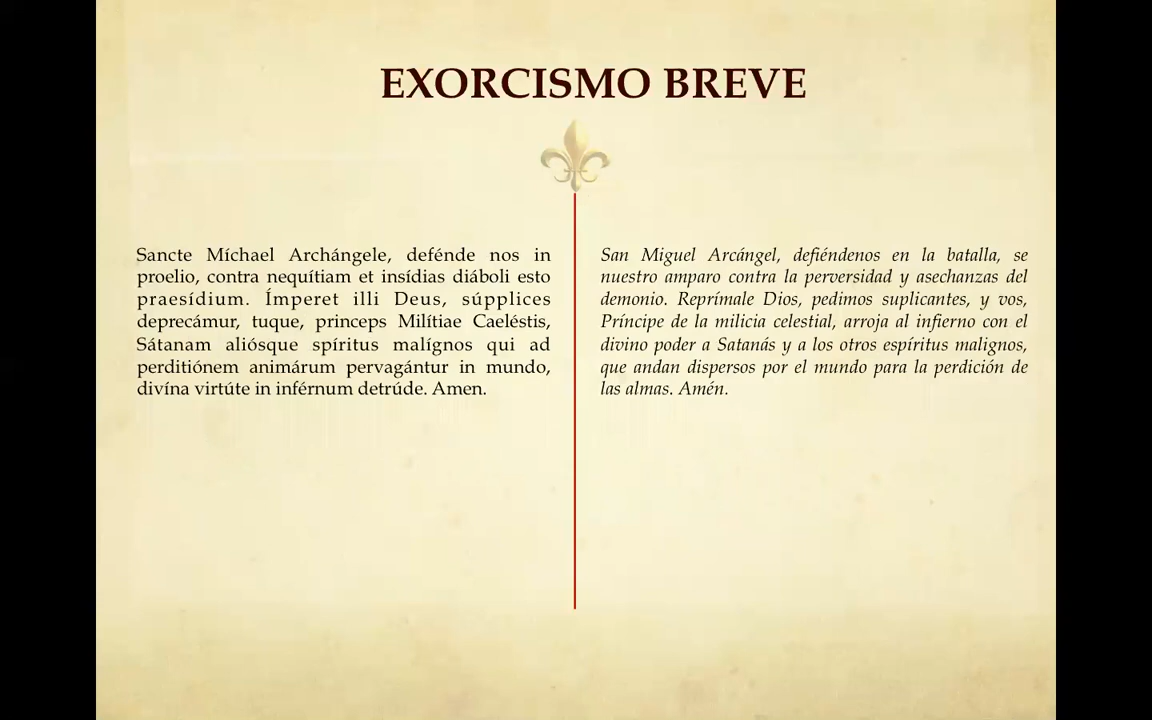 EXORCISMO BREVE
Sancte Míchael Archángele, defénde nos in
proelio, contra nequítiam et insídias diáboli esto
praesídium. Ímperet illi Deus, súpplices
deprecámur, tuque, princeps Milítiae Caeléstis,
Sátanam aliósque spíritus malígnos qui ad
perditiónem animárum pervagántur in mundo,
divína virtúte in inférnum detrúde. Amen.
San Miguel Arcángel, defiéndenos en la batalla, se
nuestro amparo contra la perversidad y asechanzas del
demonio. Reprímale Dios, pedimos suplicantes, y vos,
Príncipe de la milicia celestial, arroja al infierno con el
divino poder a Satanás y a los otros espíritus malignos,
que andan dispersos por el mundo para la perdición de
las almas. Amén.